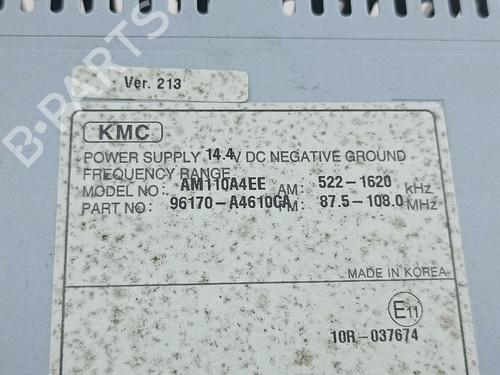 B-PARTS
Ver. 213
KMC
POWER SUPPLY 14.4V DC NEGATIVE GROUND
FREQUENCY RANGE
MODEL NO: AM110A4EE AM: 522-1620 kHz
PART NO: 96170-A4610CA FM: 87.5-108.0 MHz
MADE IN KOREA
E11
10R-037674